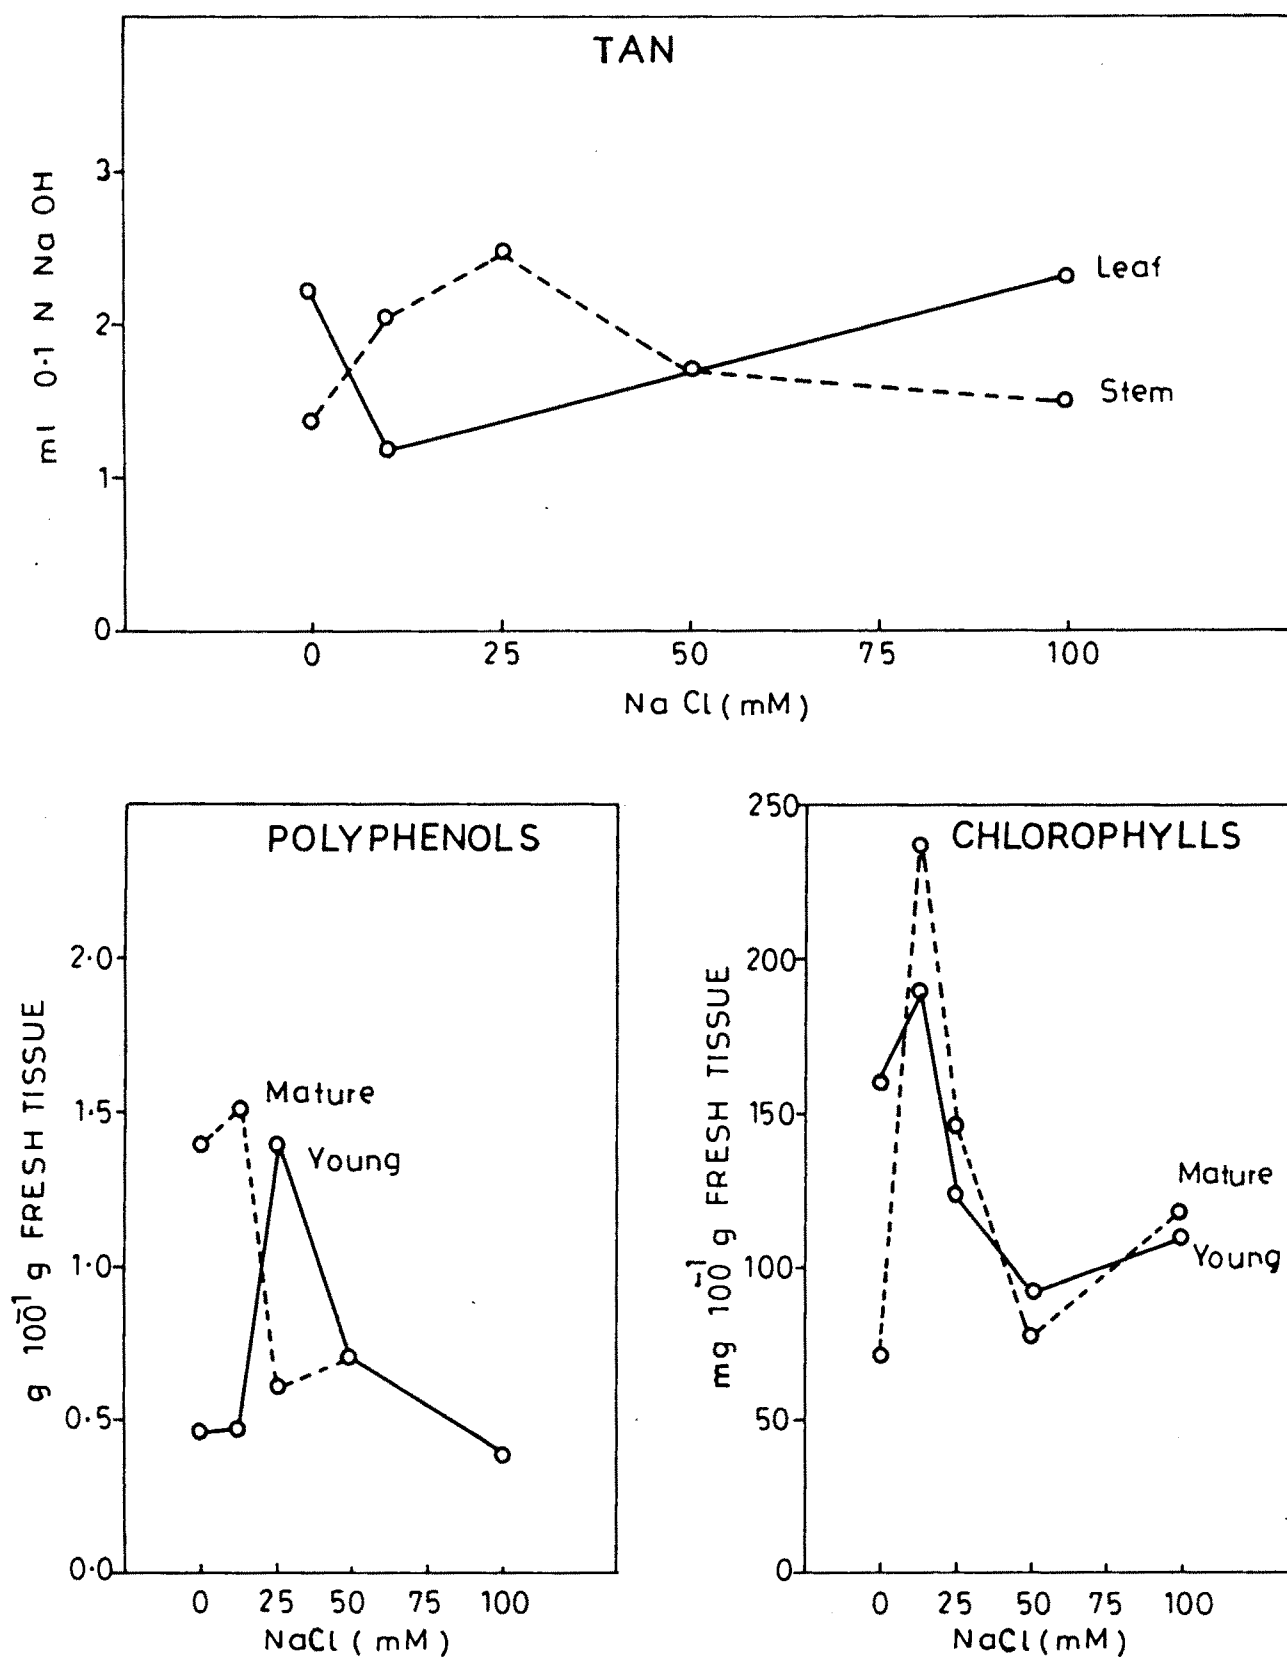 TAN
3
2
1
0
ml 0·1 N Na OH
Leaf
Stem
0 25 50 75 100
Na Cl ( mM )
POLYPHENOLS
2·0
1·5
1·0
0·5
0·0
g 100¯¹ g FRESH TISSUE
Mature
Young
0 25 50 75 100
NaCl ( mM )
CHLOROPHYLLS
250
200
150
100
50
0
mg 100¯¹ g FRESH TISSUE
Mature
Young
0 25 50 75 100
NaCl (mM)